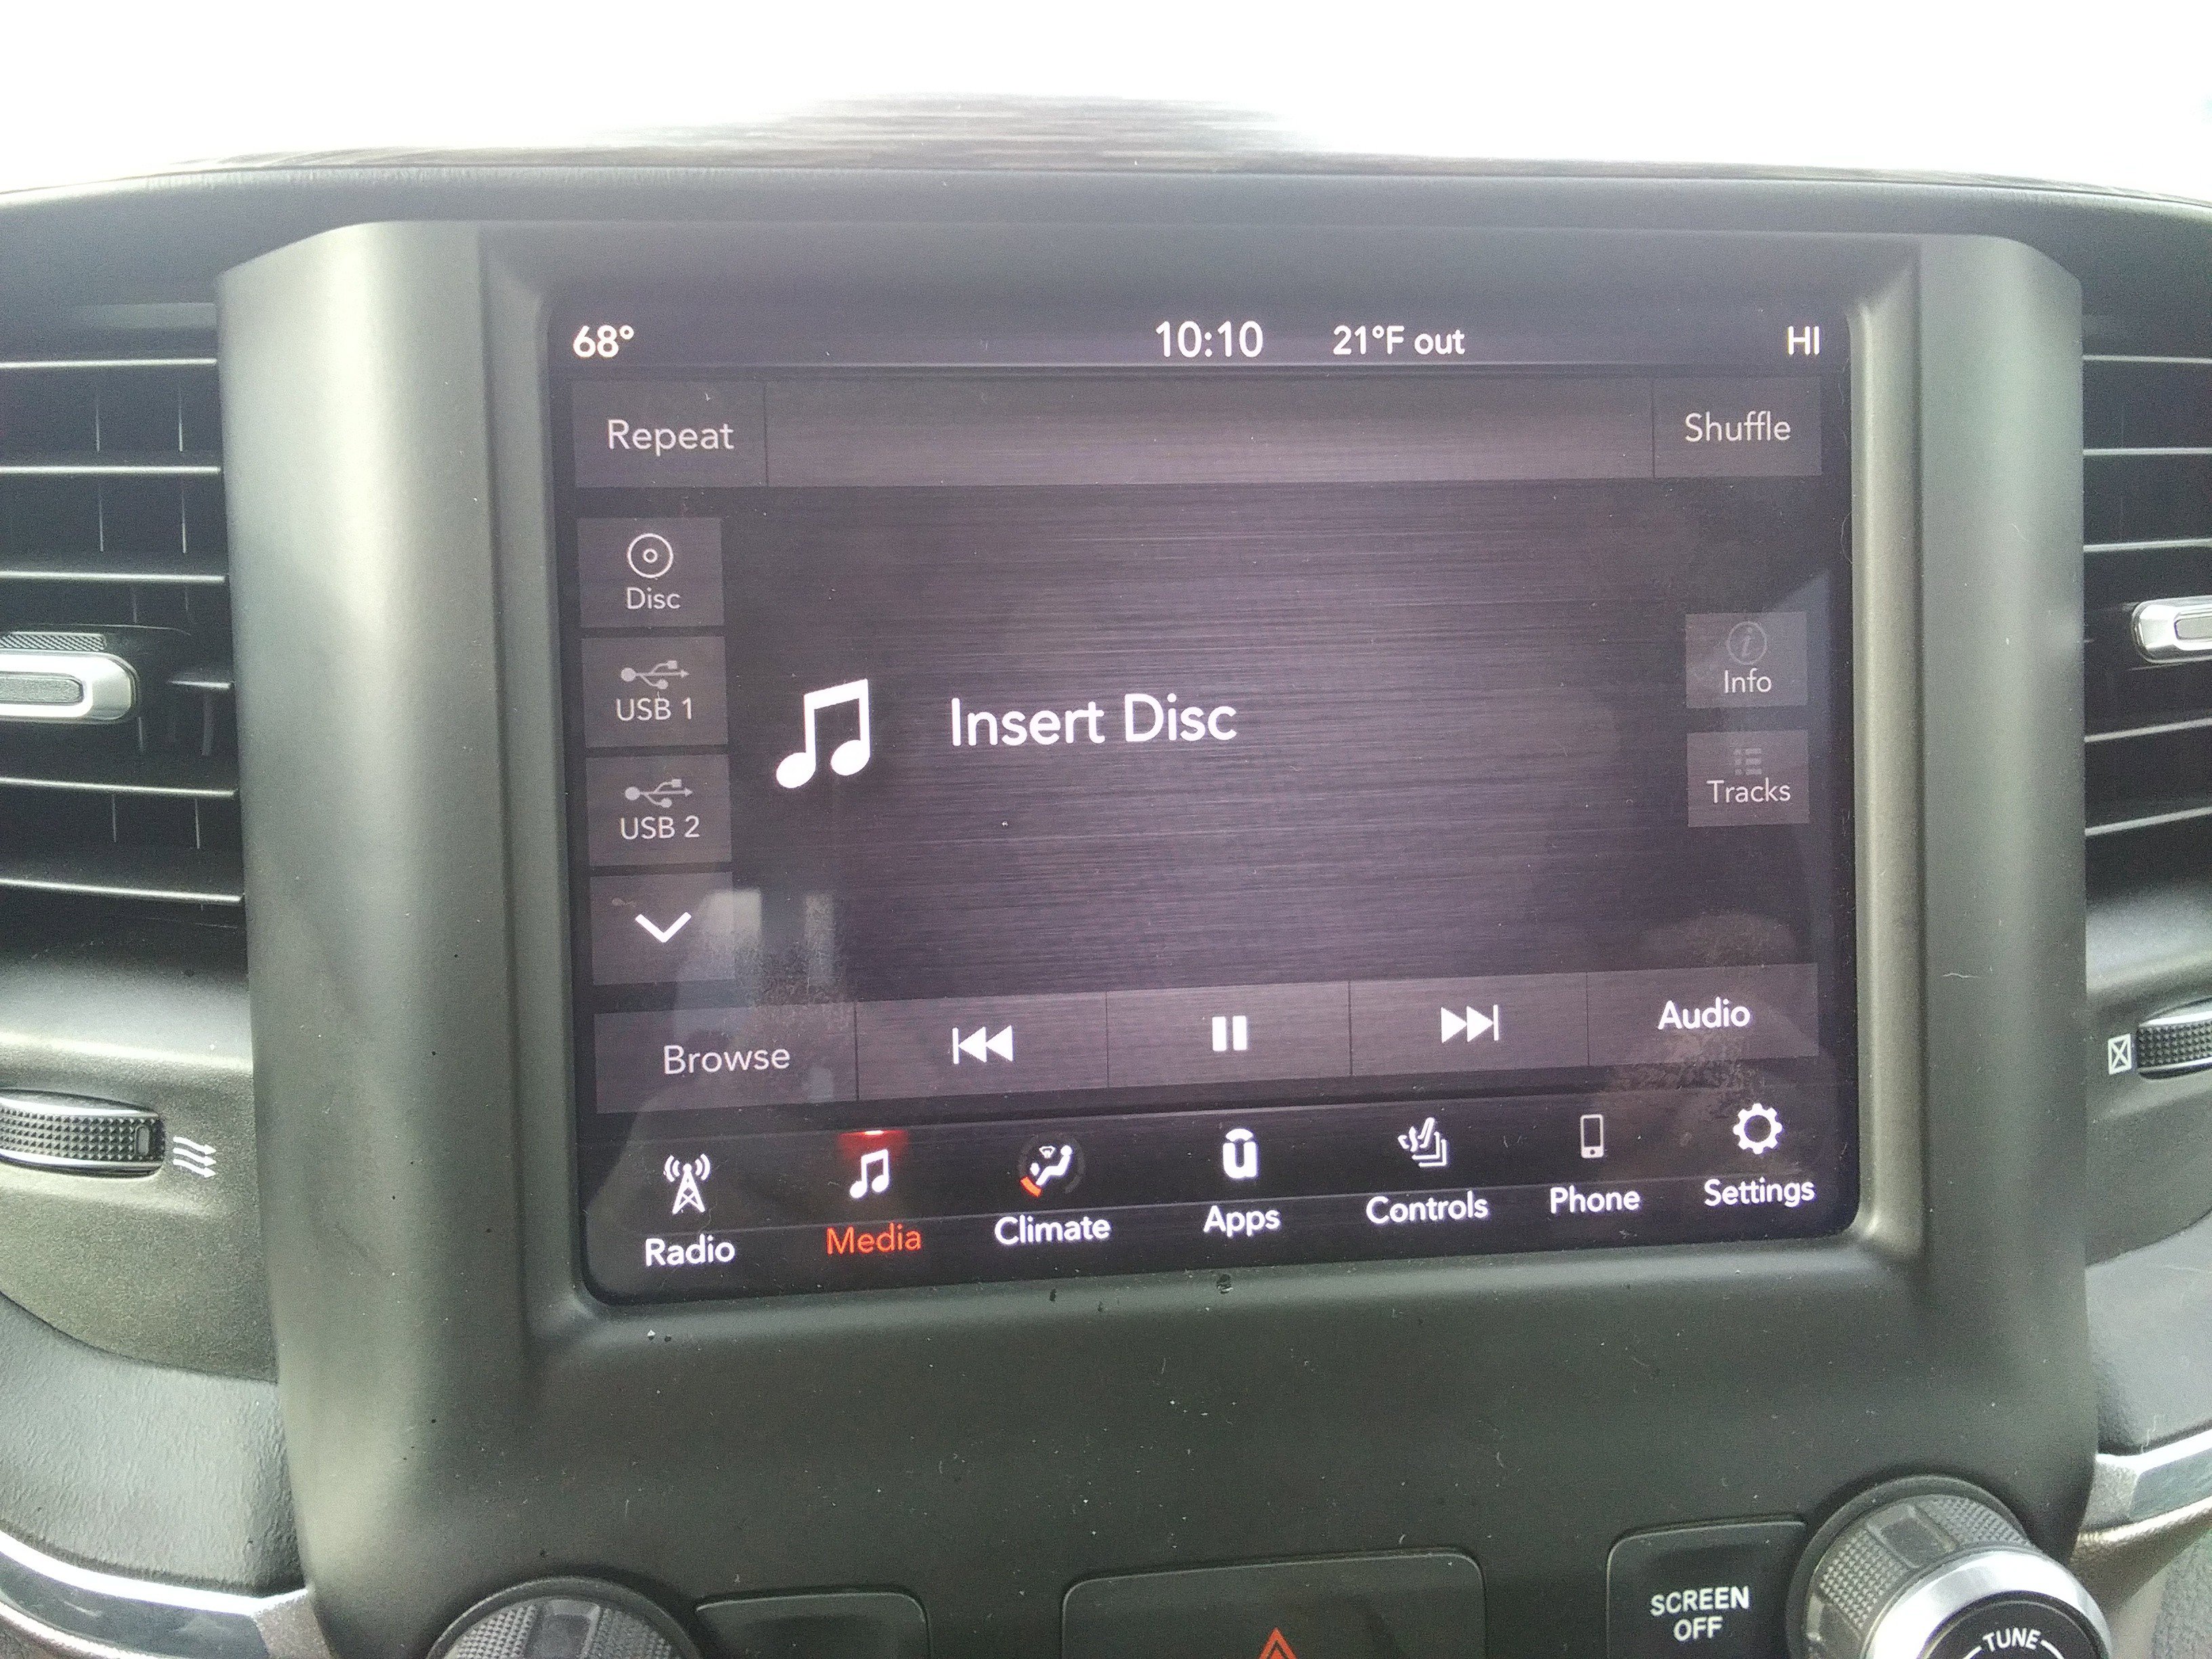 68° 10:10 21°F out HI
Repeat Shuffle
Disc
USB 1
USB 2
Insert Disc
Info
Tracks
Browse Audio
Radio Media Climate Apps Controls Phone Settings
SCREEN
OFF
TUNE